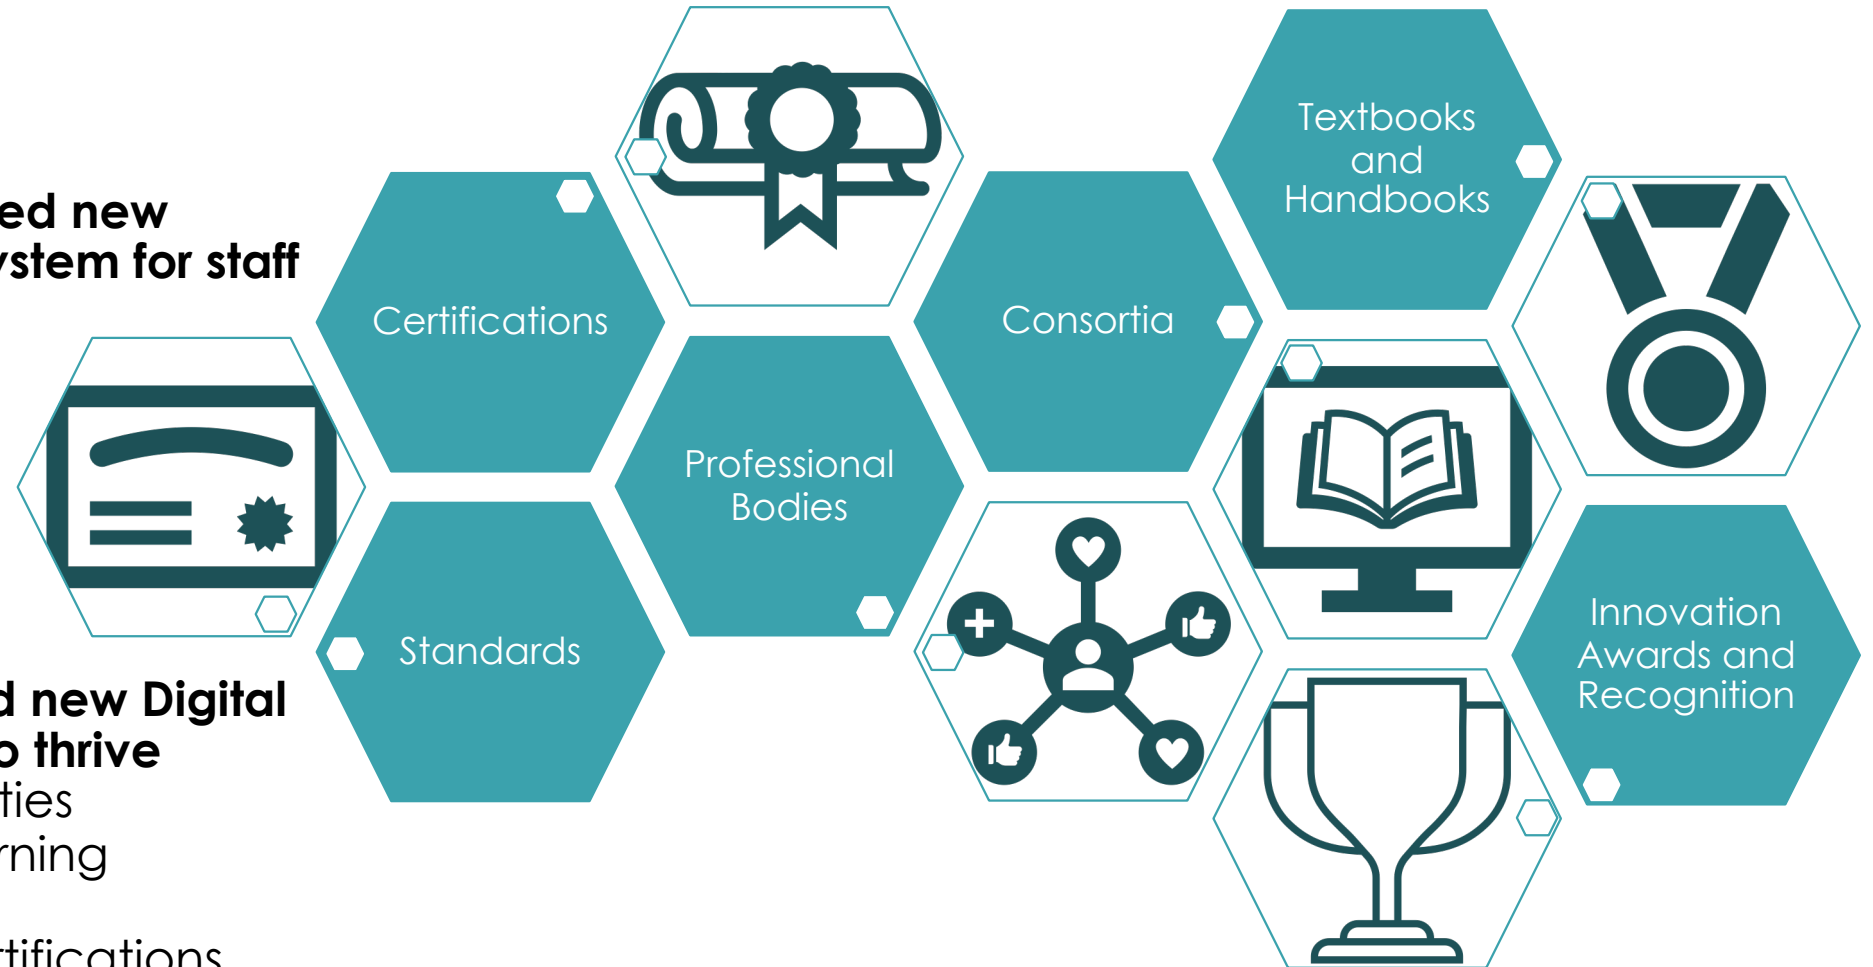 ed new
ystem for staff
d new Digital
o thrive
ties
rning
rtifications
Certifications
Standards
Professional
Bodies
Consortia
Textbooks
and
Handbooks
Innovation
Awards and
Recognition